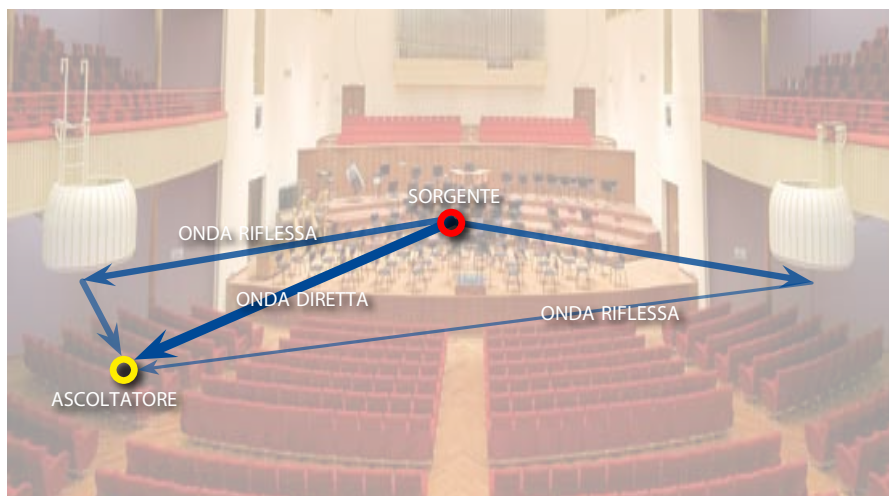 SORGENTE
ONDA RIFLESSA
ONDA DIRETTA
ONDA RIFLESSA
ASCOLTATORE